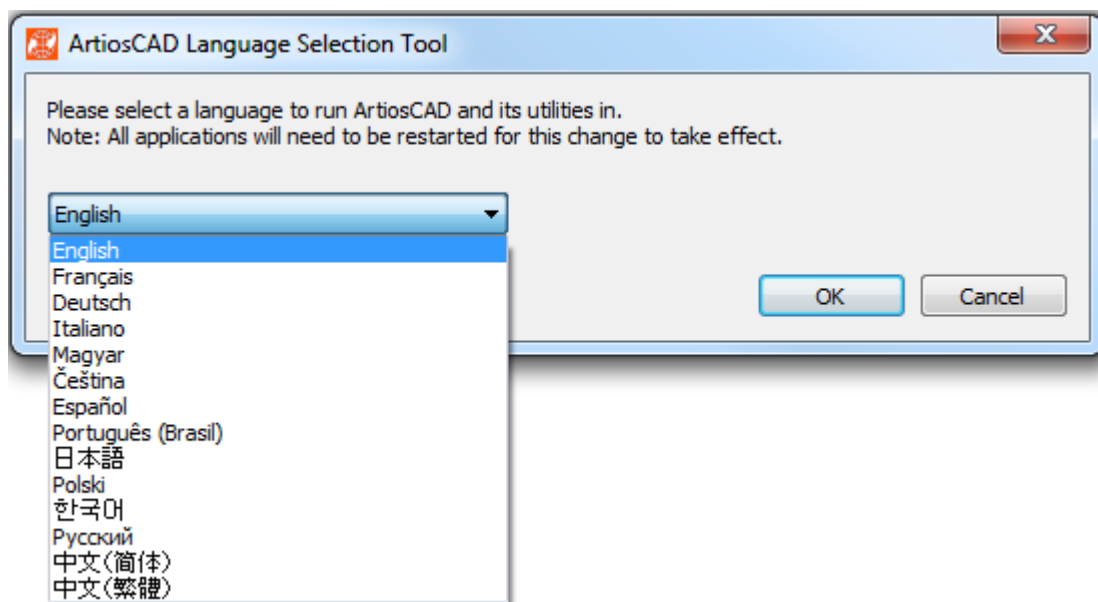 ArtiosCAD Language Selection Tool
Please select a language to run ArtiosCAD and its utilities in.
Note: All applications will need to be restarted for this change to take effect.
English
English
Français
Deutsch
Italiano
Magyar
Čeština
Español
Português (Brasil)
日本語
Polski
한국어
Русский
中文(简体)
中文(繁體)
OK
Cancel